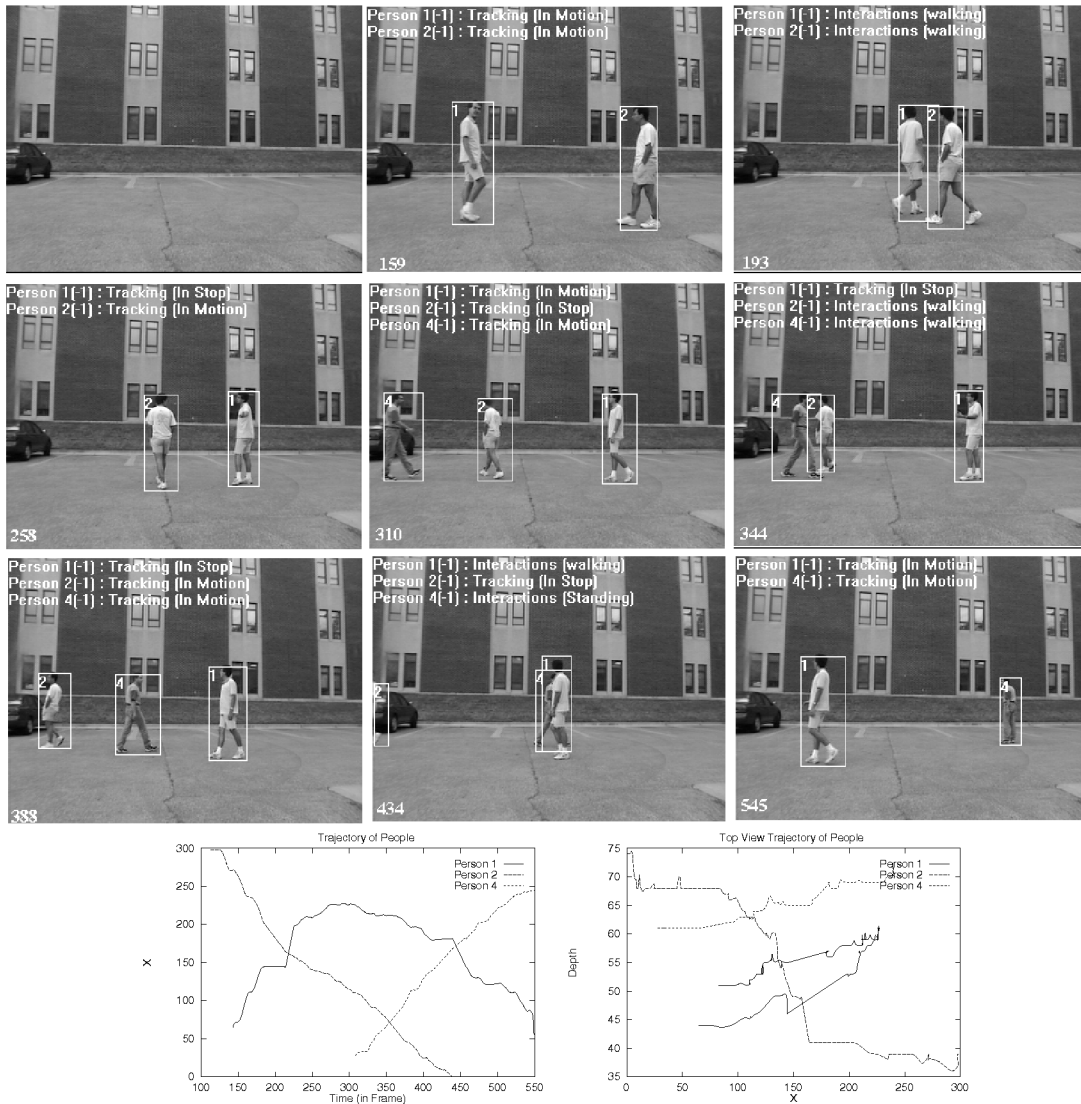 Person 1(-1) : Tracking (In Motion)
Person 2(-1) : Tracking (In Motion)
1
2
159
Person 1(-1) : Interactions (walking)
Person 2(-1) : Interactions (walking)
1
2
193
Person 1(-1) : Tracking (In Stop)
Person 2(-1) : Tracking (In Motion)
2
1
258
Person 1(-1) : Tracking (In Motion)
Person 2(-1) : Tracking (In Stop)
Person 4(-1) : Tracking (In Motion)
4
2
1
310
Person 1(-1) : Tracking (In Stop)
Person 2(-1) : Interactions (walking)
Person 4(-1) : Interactions (walking)
4
2
1
344
Person 1(-1) : Tracking (In Stop)
Person 2(-1) : Tracking (In Motion)
Person 4(-1) : Tracking (In Motion)
2
4
1
388
Person 1(-1) : Interactions (walking)
Person 2(-1) : Tracking (In Stop)
Person 4(-1) : Interactions (Standing)
2
4
1
434
Person 1(-1) : Tracking (In Motion)
Person 4(-1) : Tracking (In Motion)
1
4
545
Trajectory of People
300
250
200
150
100
50
0
X
Person 1
Person 2
Person 4
100 150 200 250 300 350 400 450 500 550
Time (in Frame)
Top View Trajectory of People
75
70
65
60
55
50
45
40
35
Depth
Person 1
Person 2
Person 4
0 50 100 150 200 250 300
X